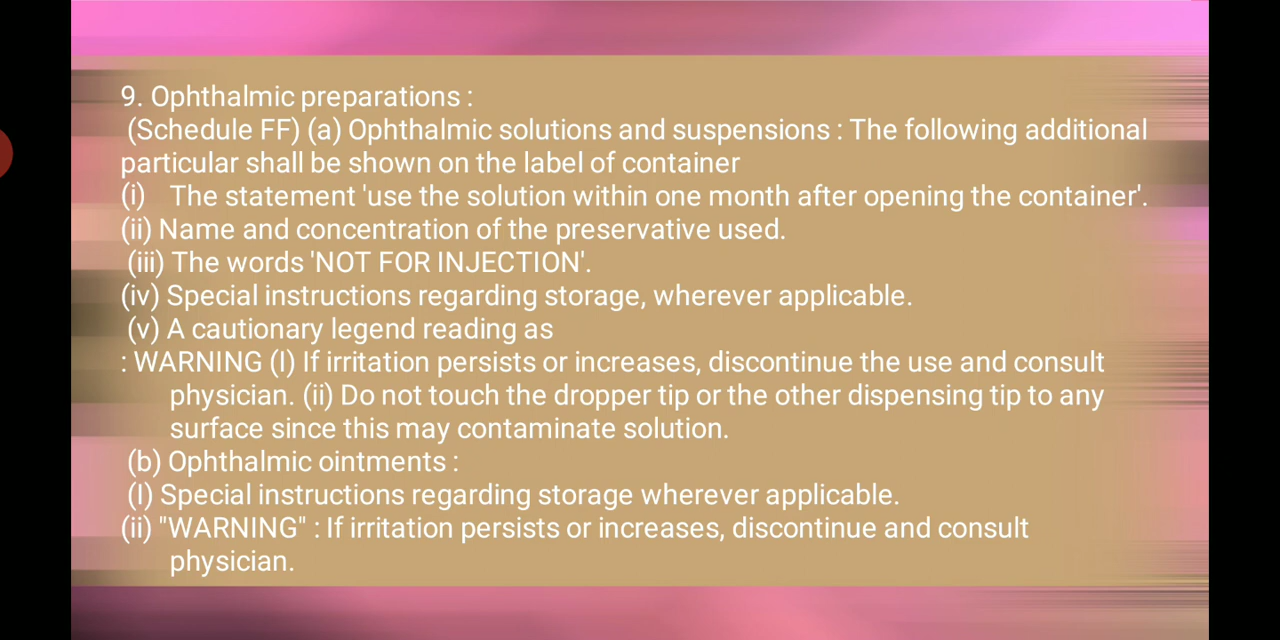 9. Ophthalmic preparations :
(Schedule FF) (a) Ophthalmic solutions and suspensions : The following additional
particular shall be shown on the label of container
(i) The statement 'use the solution within one month after opening the container'.
(ii) Name and concentration of the preservative used.
(iii) The words 'NOT FOR INJECTION'.
(iv) Special instructions regarding storage, wherever applicable.
(v) A cautionary legend reading as
: WARNING (I) If irritation persists or increases, discontinue the use and consult
physician. (ii) Do not touch the dropper tip or the other dispensing tip to any
surface since this may contaminate solution.
(b) Ophthalmic ointments :
(I) Special instructions regarding storage wherever applicable.
(ii) "WARNING" : If irritation persists or increases, discontinue and consult
physician.